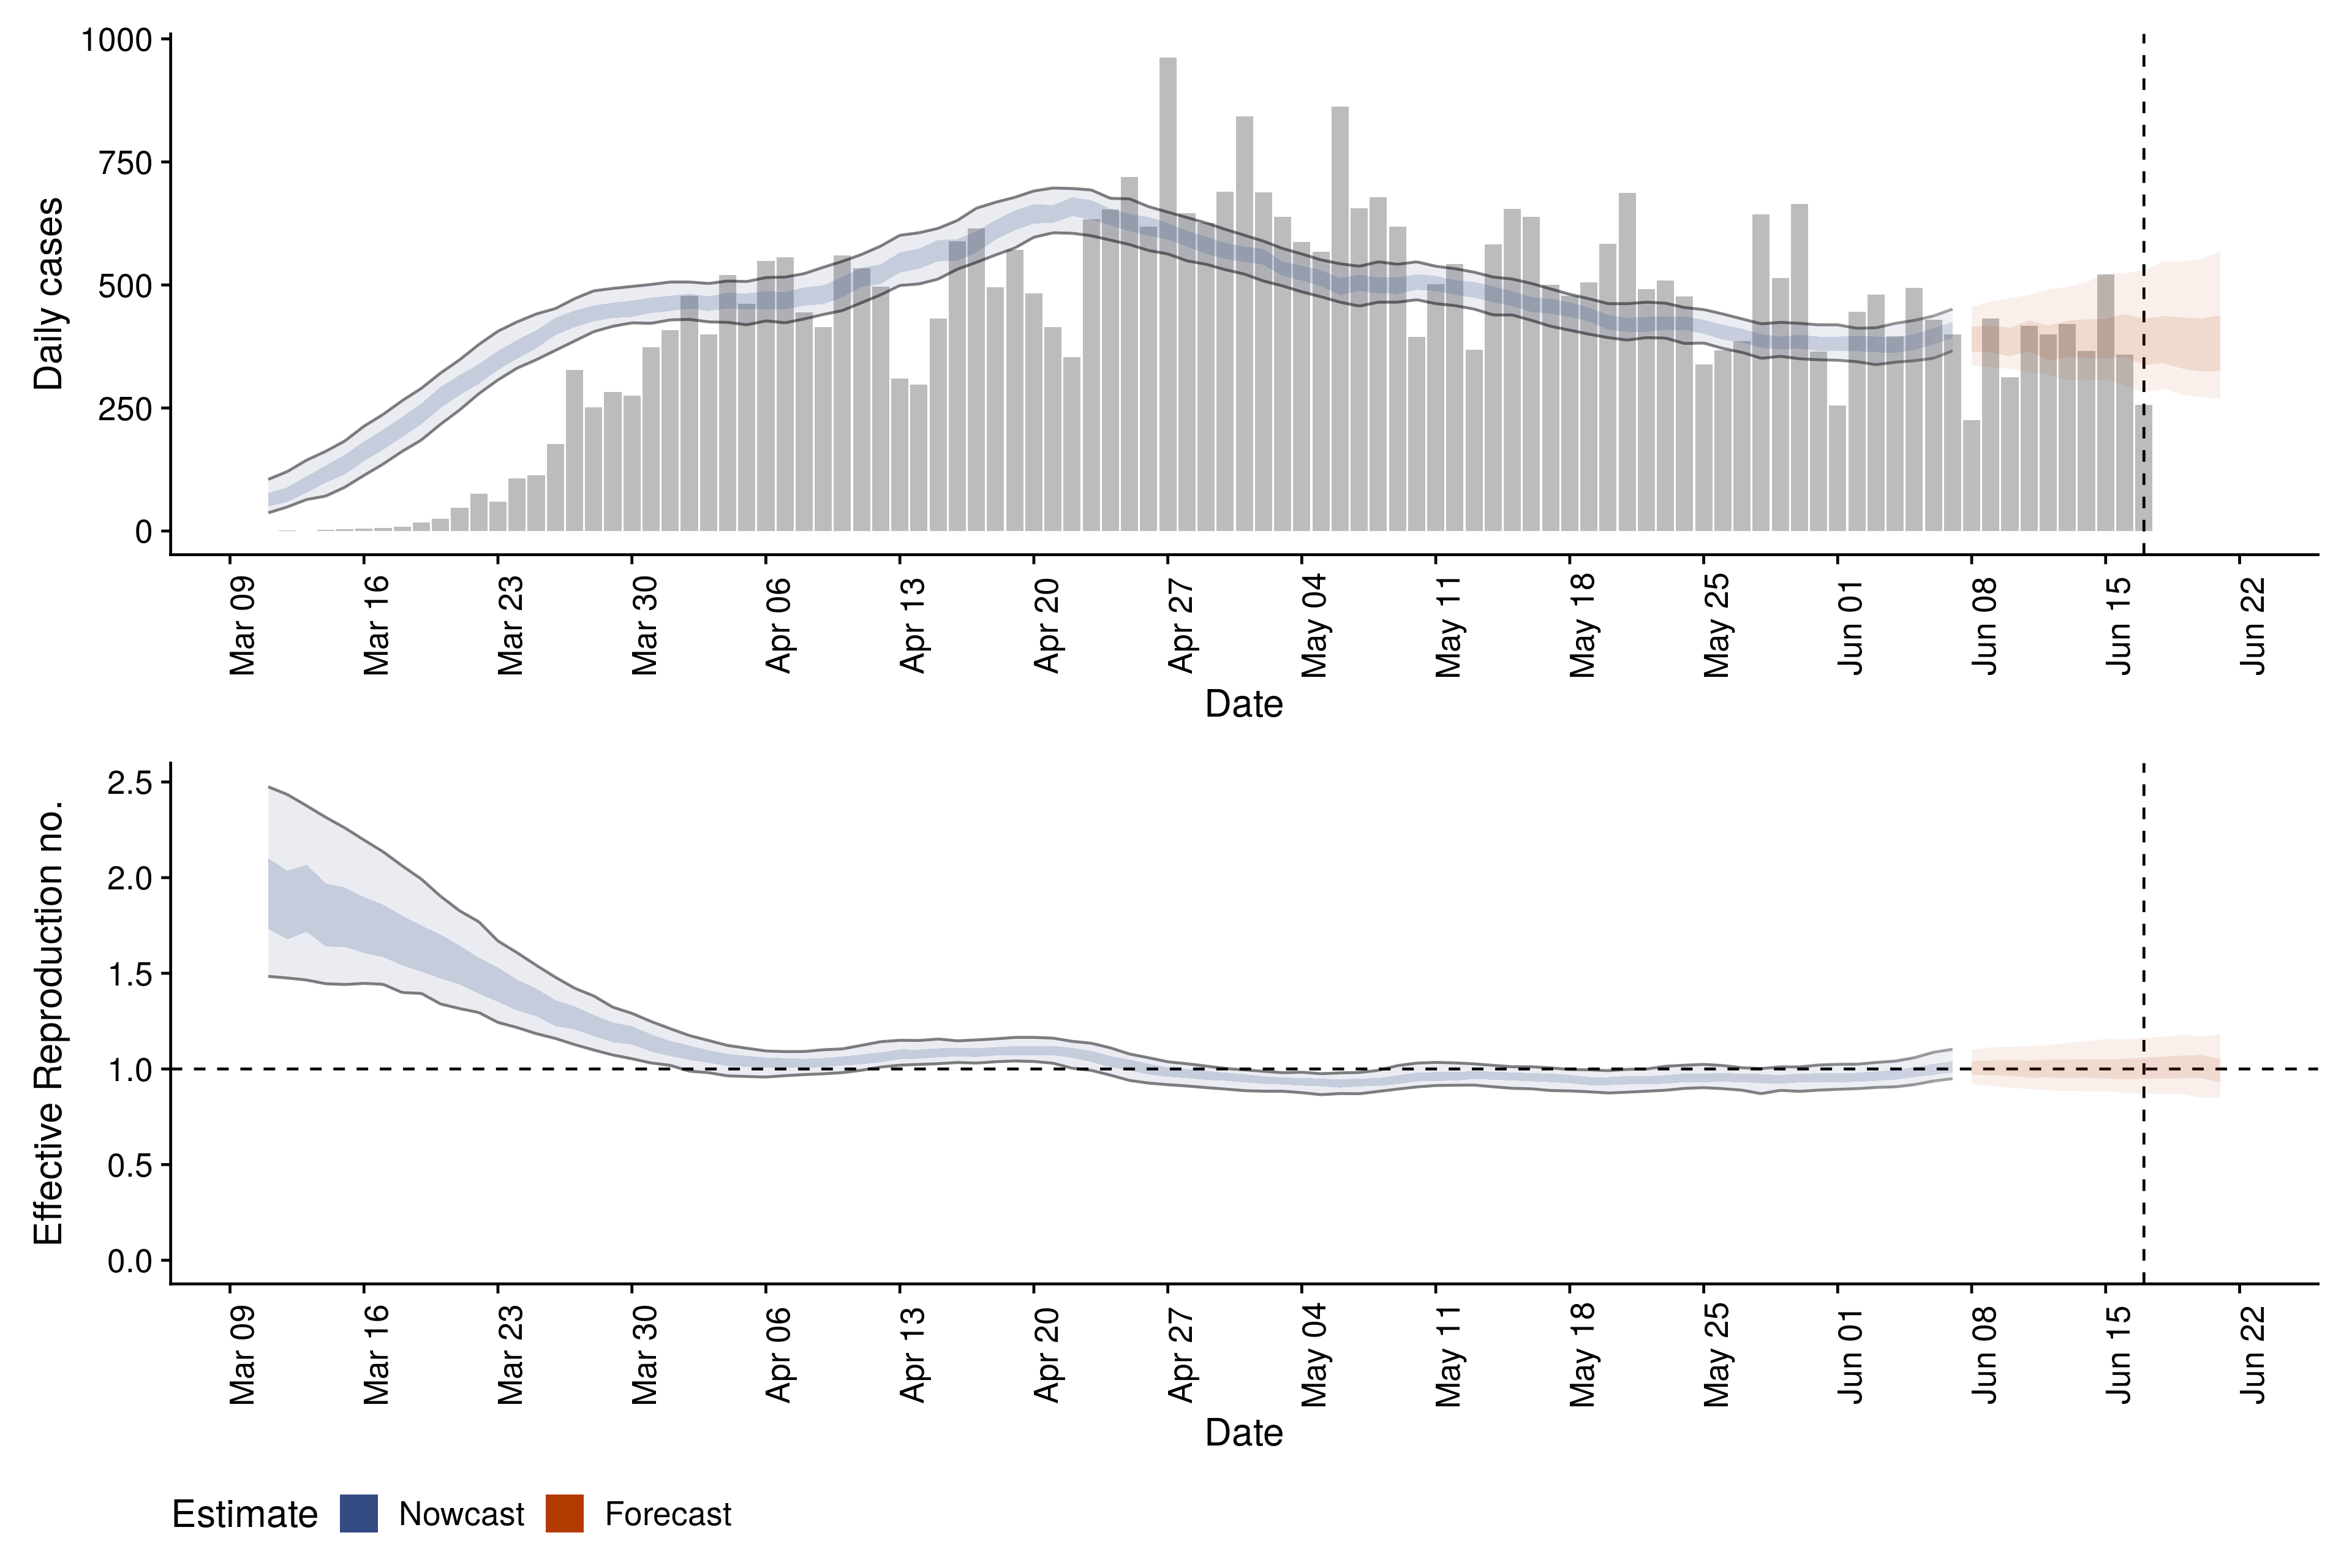 Daily cases
1000
750
500
250
0
Mar 09
Mar 16
Mar 23
Mar 30
Apr 06
Apr 13
Apr 20
Apr 27
May 04
May 11
May 18
May 25
Jun 01
Jun 08
Jun 15
Jun 22
Date
Effective Reproduction no.
2.5
2.0
1.5
1.0
0.5
0.0
Mar 09
Mar 16
Mar 23
Mar 30
Apr 06
Apr 13
Apr 20
Apr 27
May 04
May 11
May 18
May 25
Jun 01
Jun 08
Jun 15
Jun 22
Date
Estimate Nowcast Forecast